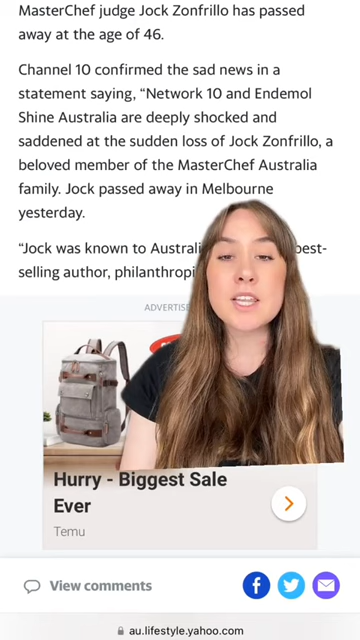 MasterChef judge Jock Zonfrillo has passed
away at the age of 46.
Channel 10 confirmed the sad news in a
statement saying, “Network 10 and Endemol
Shine Australia are deeply shocked and
saddened at the sudden loss of Jock Zonfrillo, a
beloved member of the MasterChef Australia
family. Jock passed away in Melbourne
yesterday.
“Jock was known to best-
selling author,
Hurry - Biggest Sale
Ever
Temu
View comments
au.lifestyle.yahoo.com